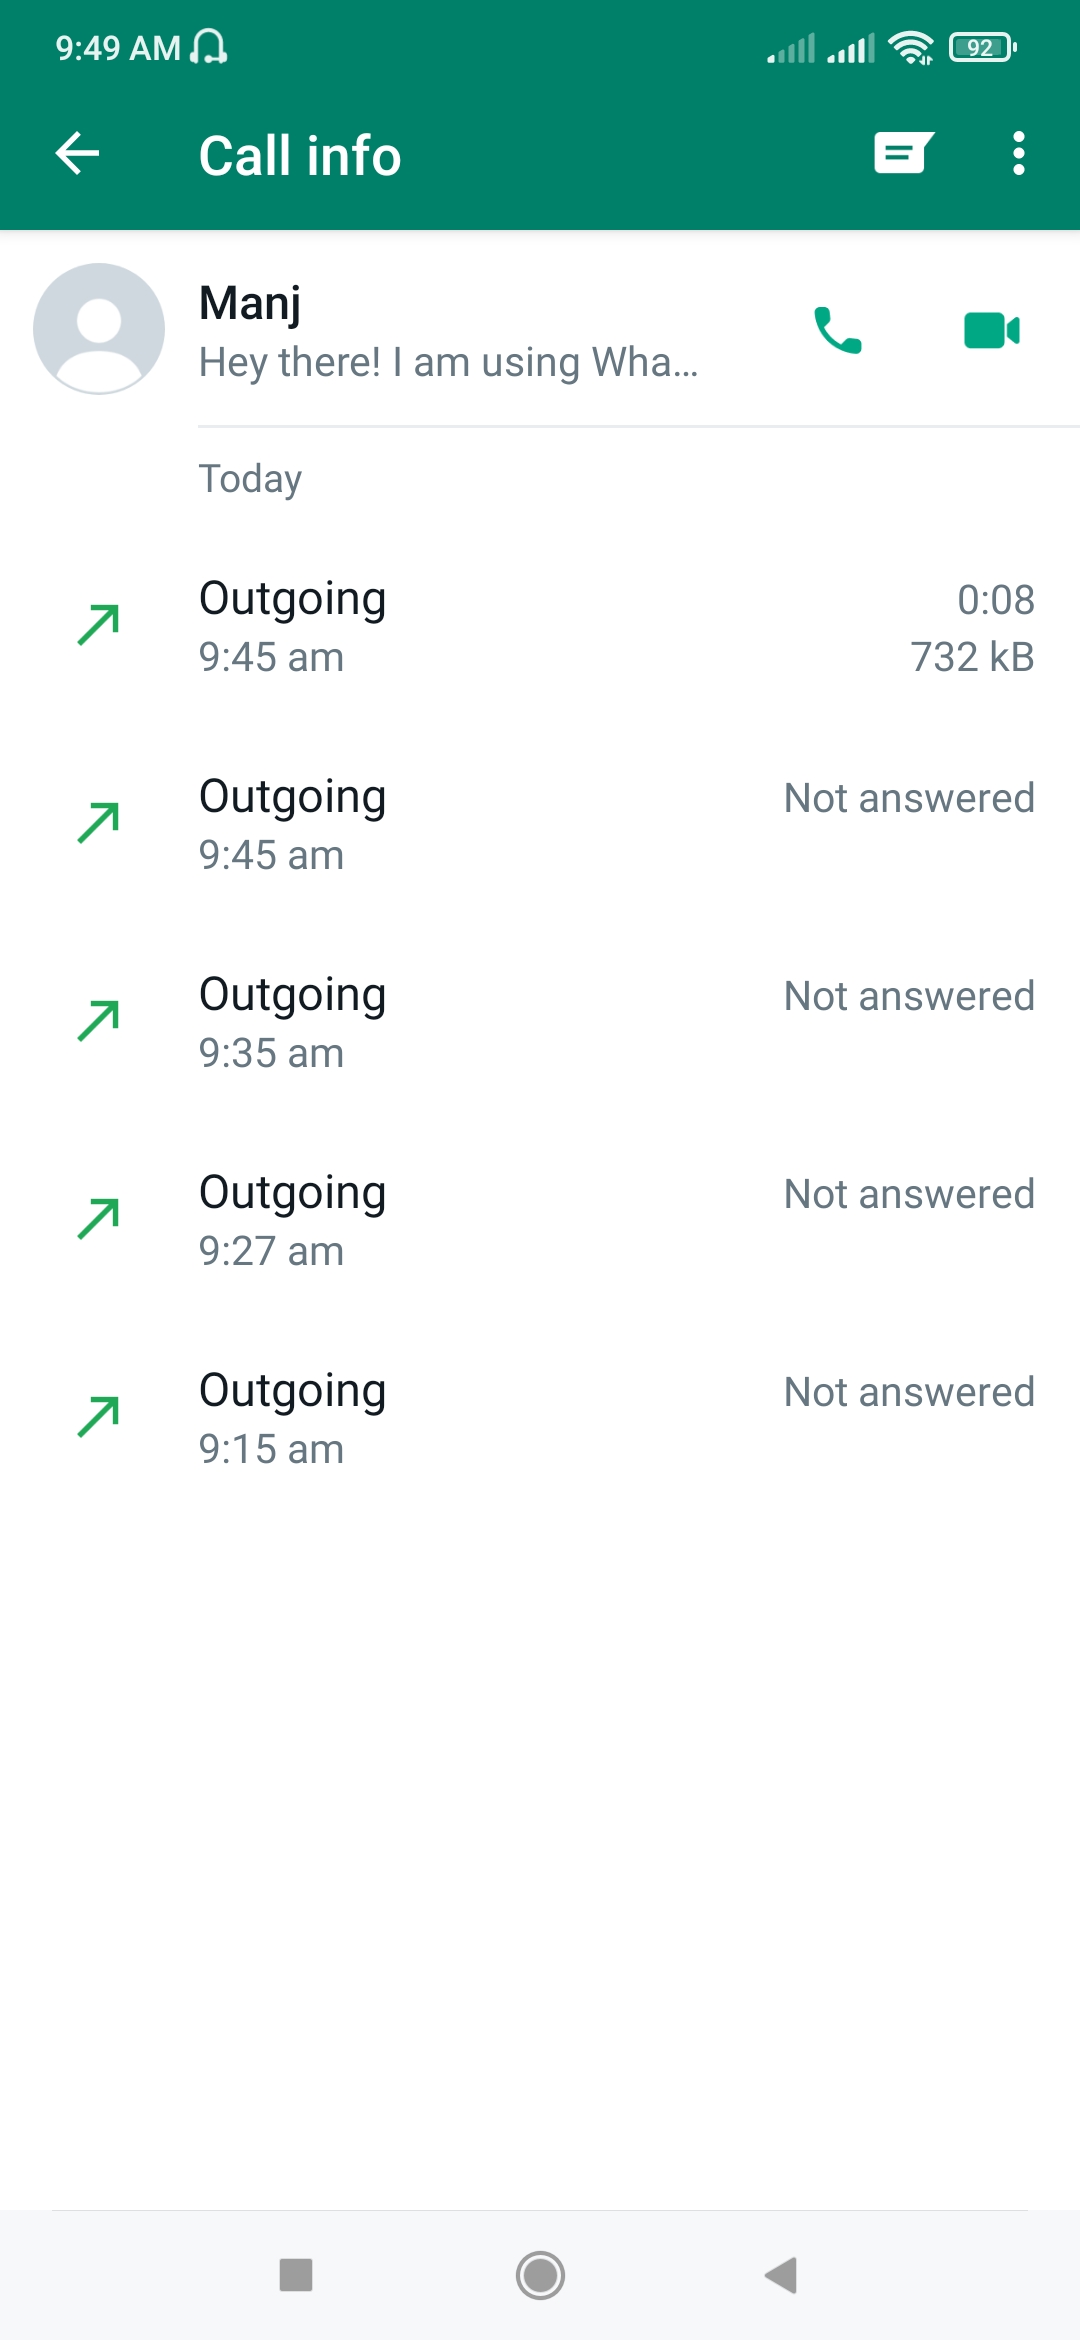 9:49 AM
92
Call info
Manj
Hey there! I am using Wha...
Today
Outgoing
0:08
9:45 am
732 kB
Outgoing
Not answered
9:45 am
Outgoing
Not answered
9:35 am
Outgoing
Not answered
9:27 am
Outgoing
Not answered
9:15 am